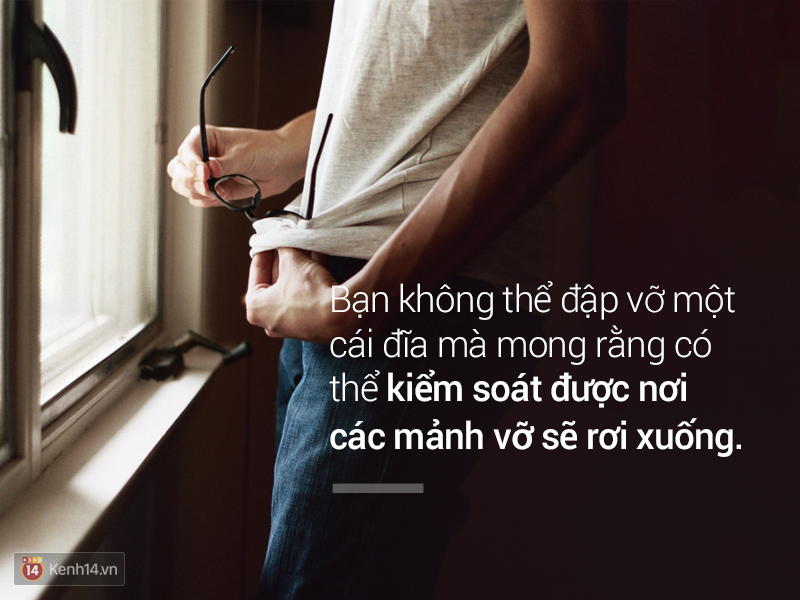 Bạn không thể đập vỡ một
cái đĩa mà mong rằng có
thể kiểm soát được nơi
các mảnh vỡ sẽ rơi xuống.
14
Kenh14.vn